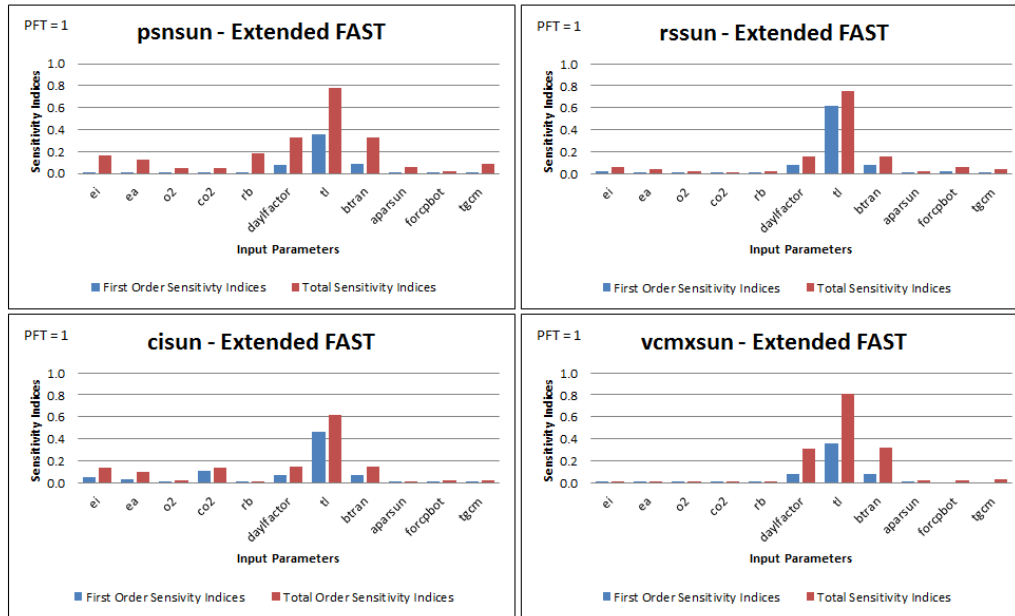 PFT = 1
psnsun - Extended FAST
Sensitivity Indices
1.0
0.8
0.6
0.4
0.2
0.0
ei ea o2 co2 rb daylfactor tl btran aparsun forcpbot tgcm
Input Parameters
First Order Sensitivity Indices Total Sensitivity Indices
PFT = 1
rssun - Extended FAST
Sensitivity Indices
1.0
0.8
0.6
0.4
0.2
0.0
ei ea o2 co2 rb daylfactor tl btran aparsun forcpbot tgcm
Input Parameters
First Order Sensitivity Indices Total Sensitivity Indices
PFT = 1
cisun - Extended FAST
Sensitivity Indices
1.0
0.8
0.6
0.4
0.2
0.0
ei ea o2 co2 rb daylfactor tl btran aparsun forcpbot tgcm
Input Parameters
First Order Sensivity Indices Total Order Sensitivity Indices
PFT = 1
vcmxsun - Extended FAST
Sensitivity Indices
1.0
0.8
0.6
0.4
0.2
0.0
ei ea o2 co2 rb daylfactor tl btran aparsun forcpbot tgcm
Input Parameters
First Order Sensivity Indices Total Order Sensitivity Indices